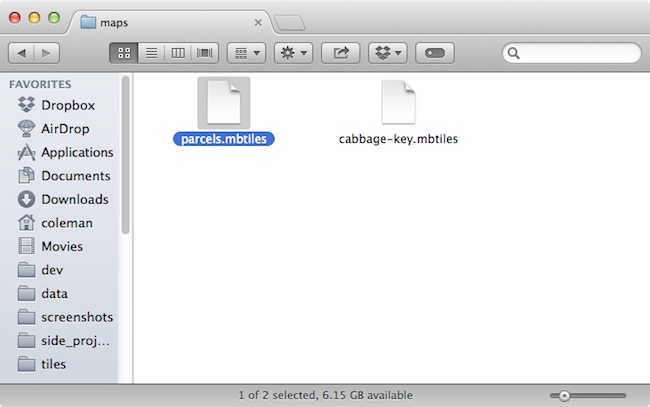 maps
FAVORITES
Dropbox
AirDrop
Applications
Documents
Downloads
coleman
Movies
dev
data
screenshots
side_proj...
tiles
parcels.mbtiles
cabbage-key.mbtiles
1 of 2 selected, 6.15 GB available